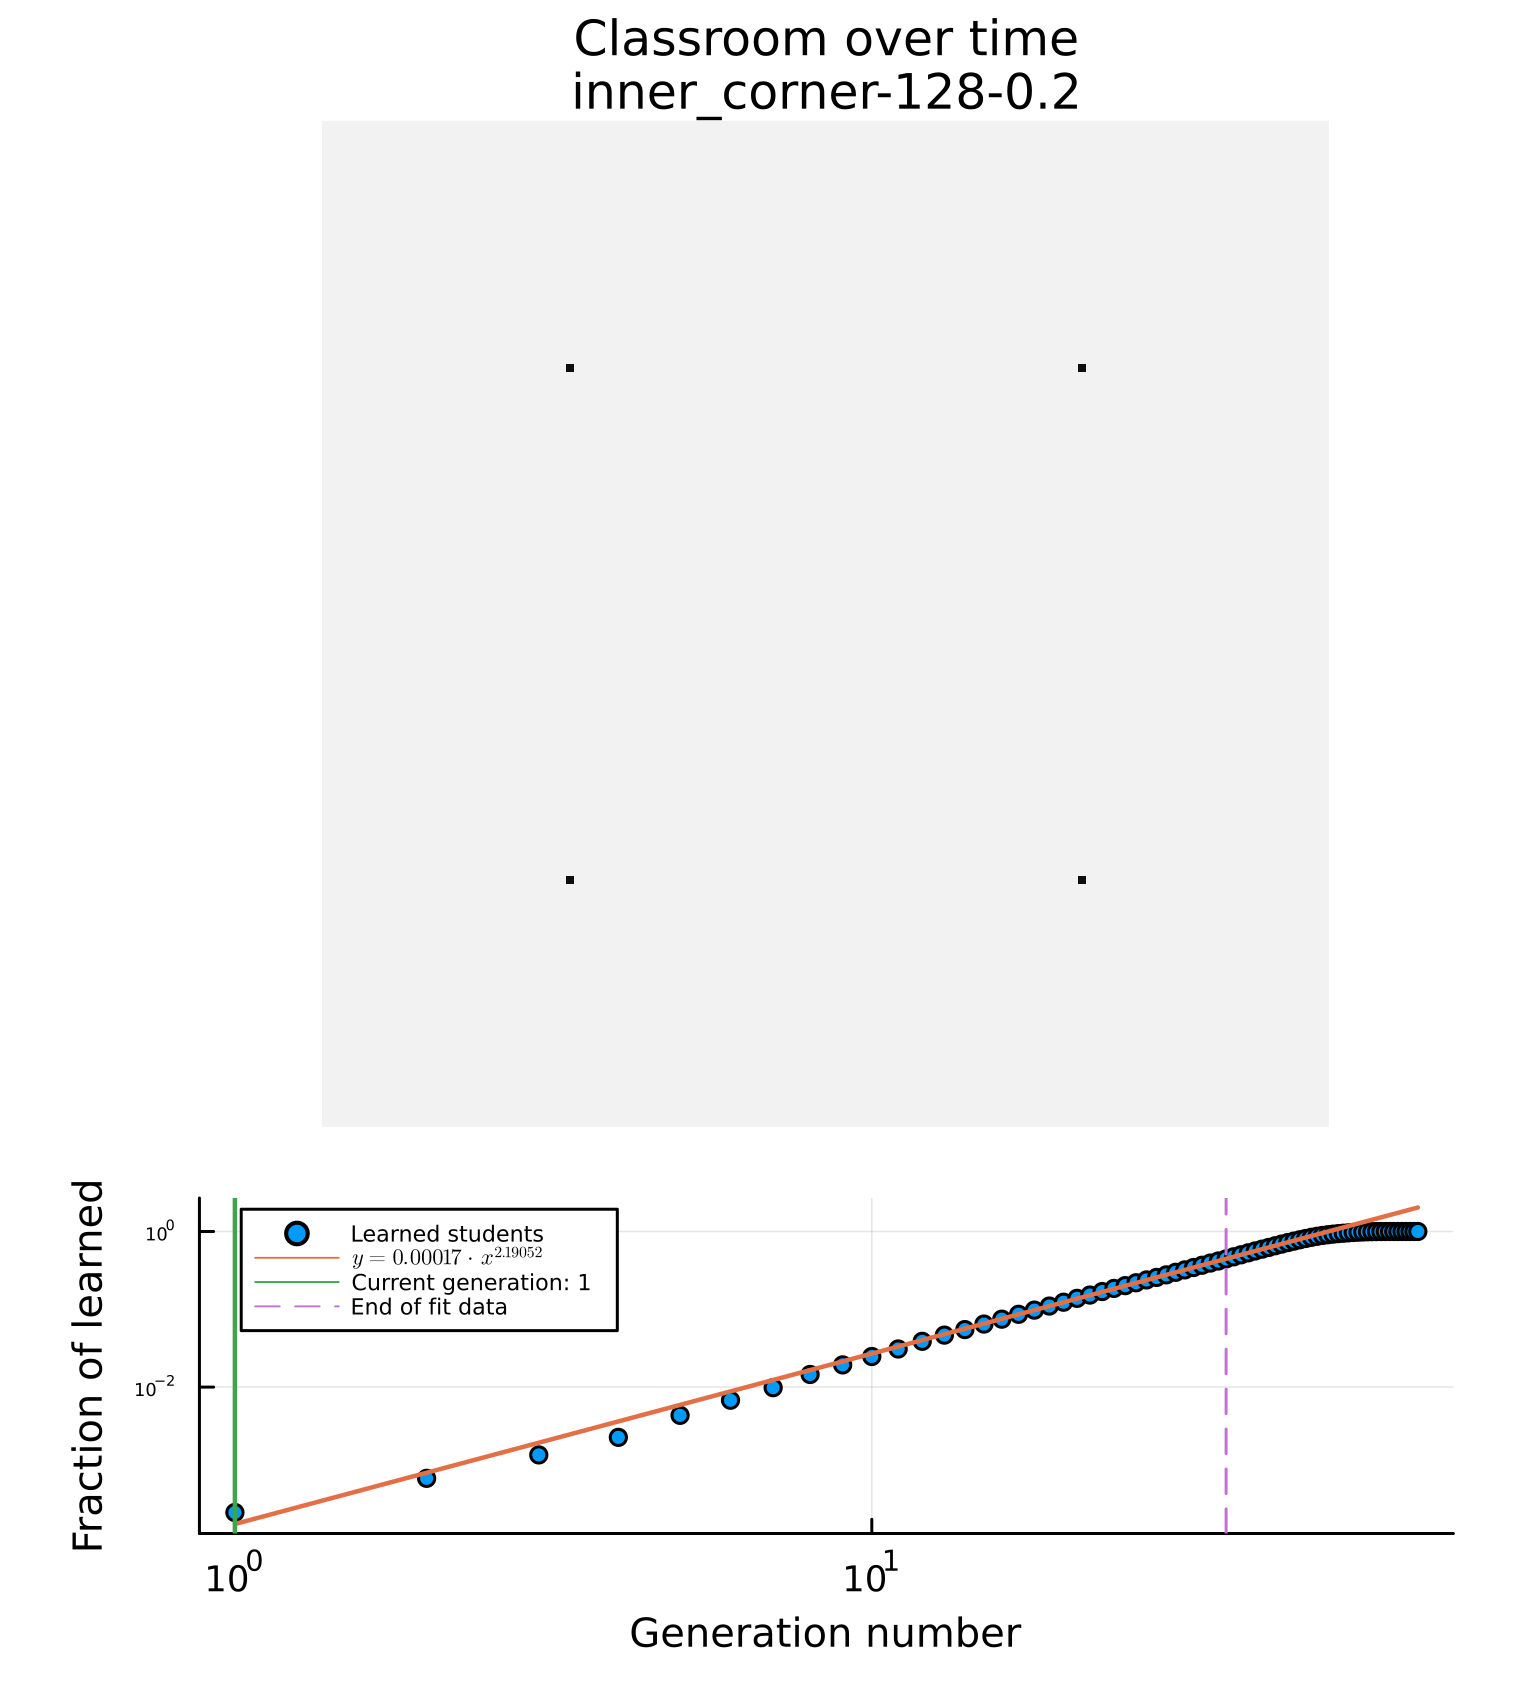 Classroom over time
inner_corner-128-0.2
Fraction of learned
10^0
10^-2
Learned students
y = 0.00017 · x^2.19052
Current generation: 1
End of fit data
10^0
10^1
Generation number